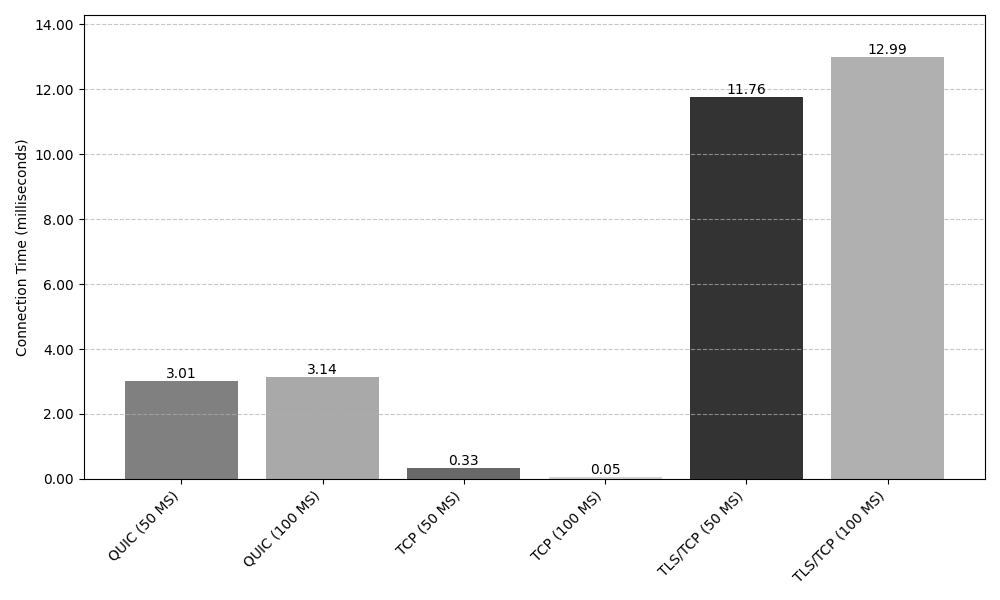 Connection Time (milliseconds)
14.00
12.00
10.00
8.00
6.00
4.00
2.00
0.00
3.01
3.14
0.33
0.05
11.76
12.99
QUIC (50 MS)
QUIC (100 MS)
TCP (50 MS)
TCP (100 MS)
TLS/TCP (50 MS)
TLS/TCP (100 MS)